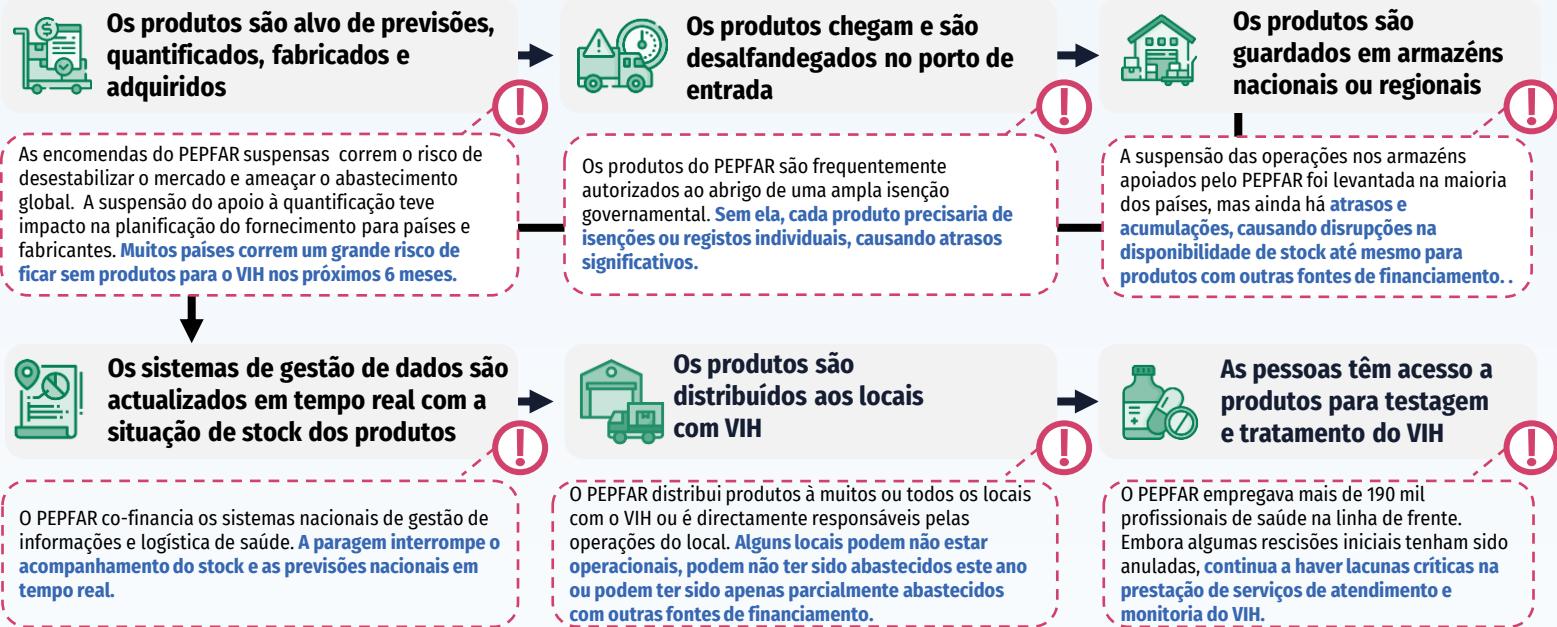 Os produtos são alvo de previsões,
quantificados, fabricados e
adquiridos
As encomendas do PEPFAR suspensas correm o risco de
desestabilizar o mercado e ameaçar o abastecimento
global. A suspensão do apoio à quantificação teve
impacto na planificação do fornecimento para países e
fabricantes. Muitos países correm um grande risco de
ficar sem produtos para o VIH nos próximos 6 meses.
Os produtos chegam e são
desalfandegados no porto de
entrada
Os produtos do PEPFAR são frequentemente
autorizados ao abrigo de uma ampla isenção
governamental. Sem ela, cada produto precisaria de
isenções ou registos individuais, causando atrasos
significativos.
Os produtos são
guardados em armazéns
nacionais ou regionais
A suspensão das operações nos armazéns
apoiados pelo PEPFAR foi levantada na maioria
dos países, mas ainda há atrasos e
acumulações, causando disrupções na
disponibilidade de stock até mesmo para
produtos com outras fontes de financiamento. .
Os sistemas de gestão de dados são
actualizados em tempo real com a
situação de stock dos produtos
O PEPFAR co-financia os sistemas nacionais de gestão de
informações e logística de saúde. A paragem interrompe o
acompanhamento do stock e as previsões nacionais em
tempo real.
Os produtos são
distribuídos aos locais
com VIH
O PEPFAR distribui produtos à muitos ou todos os locais
com o VIH ou é directamente responsáveis pelas
operações do local. Alguns locais podem não estar
operacionais, podem não ter sido abastecidos este ano
ou podem ter sido apenas parcialmente abastecidos
com outras fontes de financiamento.
As pessoas têm acesso a
produtos para testagem
e tratamento do VIH
O PEPFAR empregava mais de 190 mil
profissionais de saúde na linha de frente.
Embora algumas rescisões iniciais tenham sido
anuladas, continua a haver lacunas críticas na
prestação de serviços de atendimento e
monitoria do VIH.